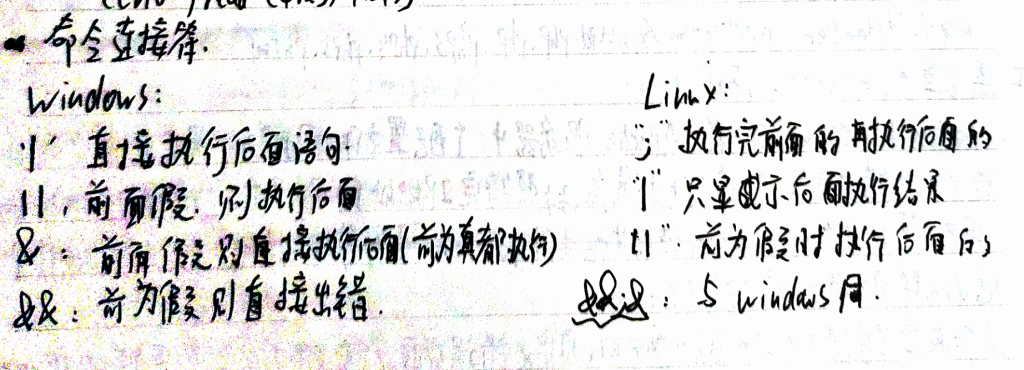 命令连接符.
Windows:
'|' 直接执行后面语句.
||, 前面假, 则执行后面
&: 前面假则直接执行后面(前为真都执行)
&&: 前为假则直接出错.
Linux:
";" 执行完前面的再执行后面的
"|" 只显示后面执行结果
"||". 前为假时执行后面的
&&,&: 与windows同.